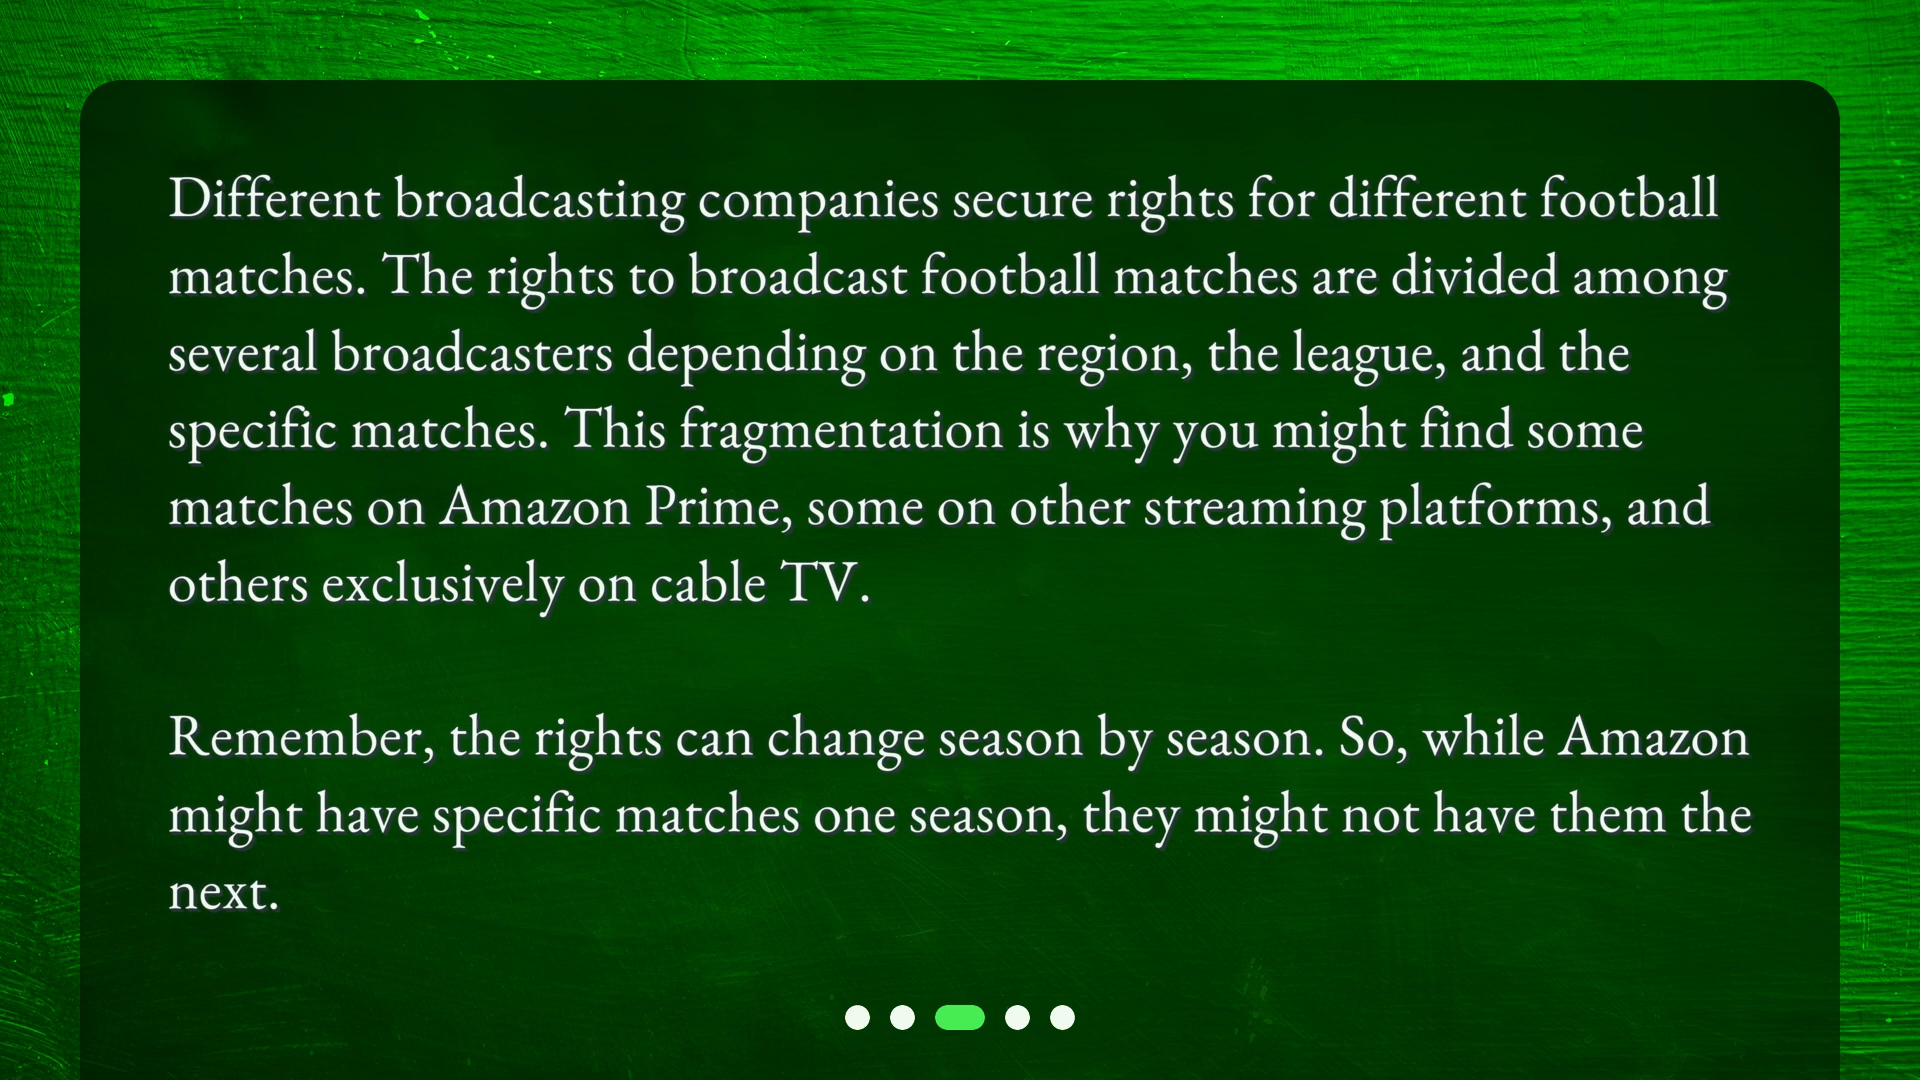 Different broadcasting companies secure rights for different football
matches. The rights to broadcast football matches are divided among
several broadcasters depending on the region, the league, and the
specific matches. This fragmentation is why you might find some
matches on Amazon Prime, some on other streaming platforms, and
others exclusively on cable TV.
Remember, the rights can change season by season. So, while Amazon
might have specific matches one season, they might not have them the
next.